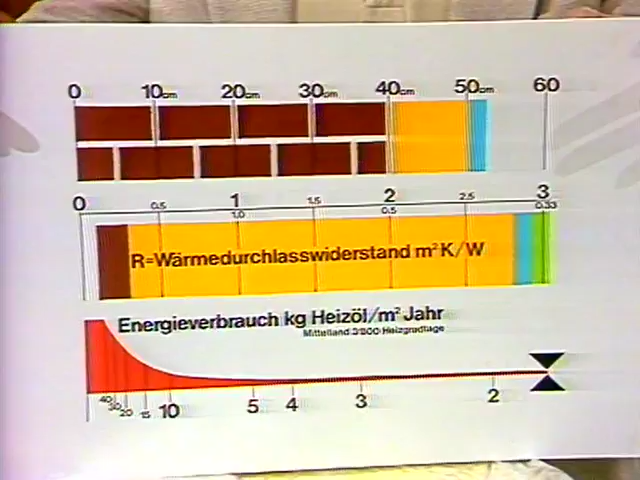 0 10cm 20cm 30cm 40cm 50cm 60
0 0.5 1 1.5 2 2.5 3
1.0 0.5 0.33
R=Wärmedurchlasswiderstand m²K/W
Energieverbrauch kg Heizöl/m² Jahr
Mittelland 3'800 Heizgradtage
40 30 20 15 10 5 4 3 2